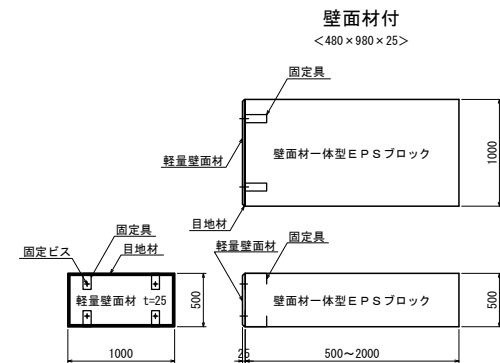 壁面材付
<480×980×25>
固定具
軽量壁面材
壁面材一体型EPSブロック
1000
目地材
固定具
目地材
固定ビス
軽量壁面材 t=25
500
1000
軽量壁面材
固定具
壁面材一体型EPSブロック
500
25
500~2000